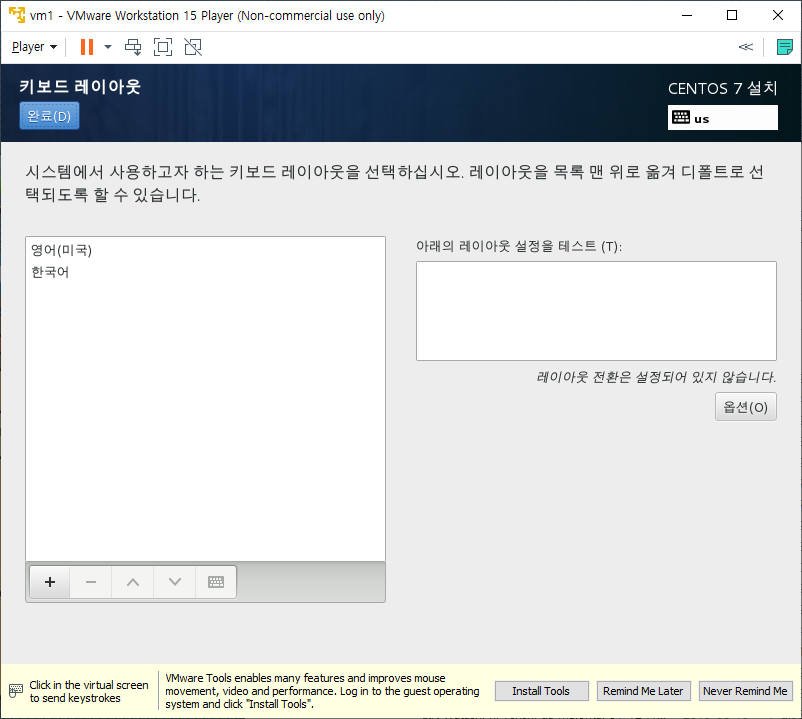 vm1 - VMware Workstation 15 Player (Non-commercial use only)
Player
키보드 레이아웃
CENTOS 7 설치
완료(D)
us
시스템에서 사용하고자 하는 키보드 레이아웃을 선택하십시오. 레이아웃을 목록 맨 위로 옮겨 디폴트로 선
택되도록 할 수 있습니다.
영어(미국)
한국어
아래의 레이아웃 설정을 테스트 (T):
레이아웃 전환은 설정되어 있지 않습니다.
옵션(O)
Click in the virtual screen
to send keystrokes
VMware Tools enables many features and improves mouse
movement, video and performance. Log in to the guest operating
system and click "Install Tools".
Install Tools
Remind Me Later
Never Remind Me